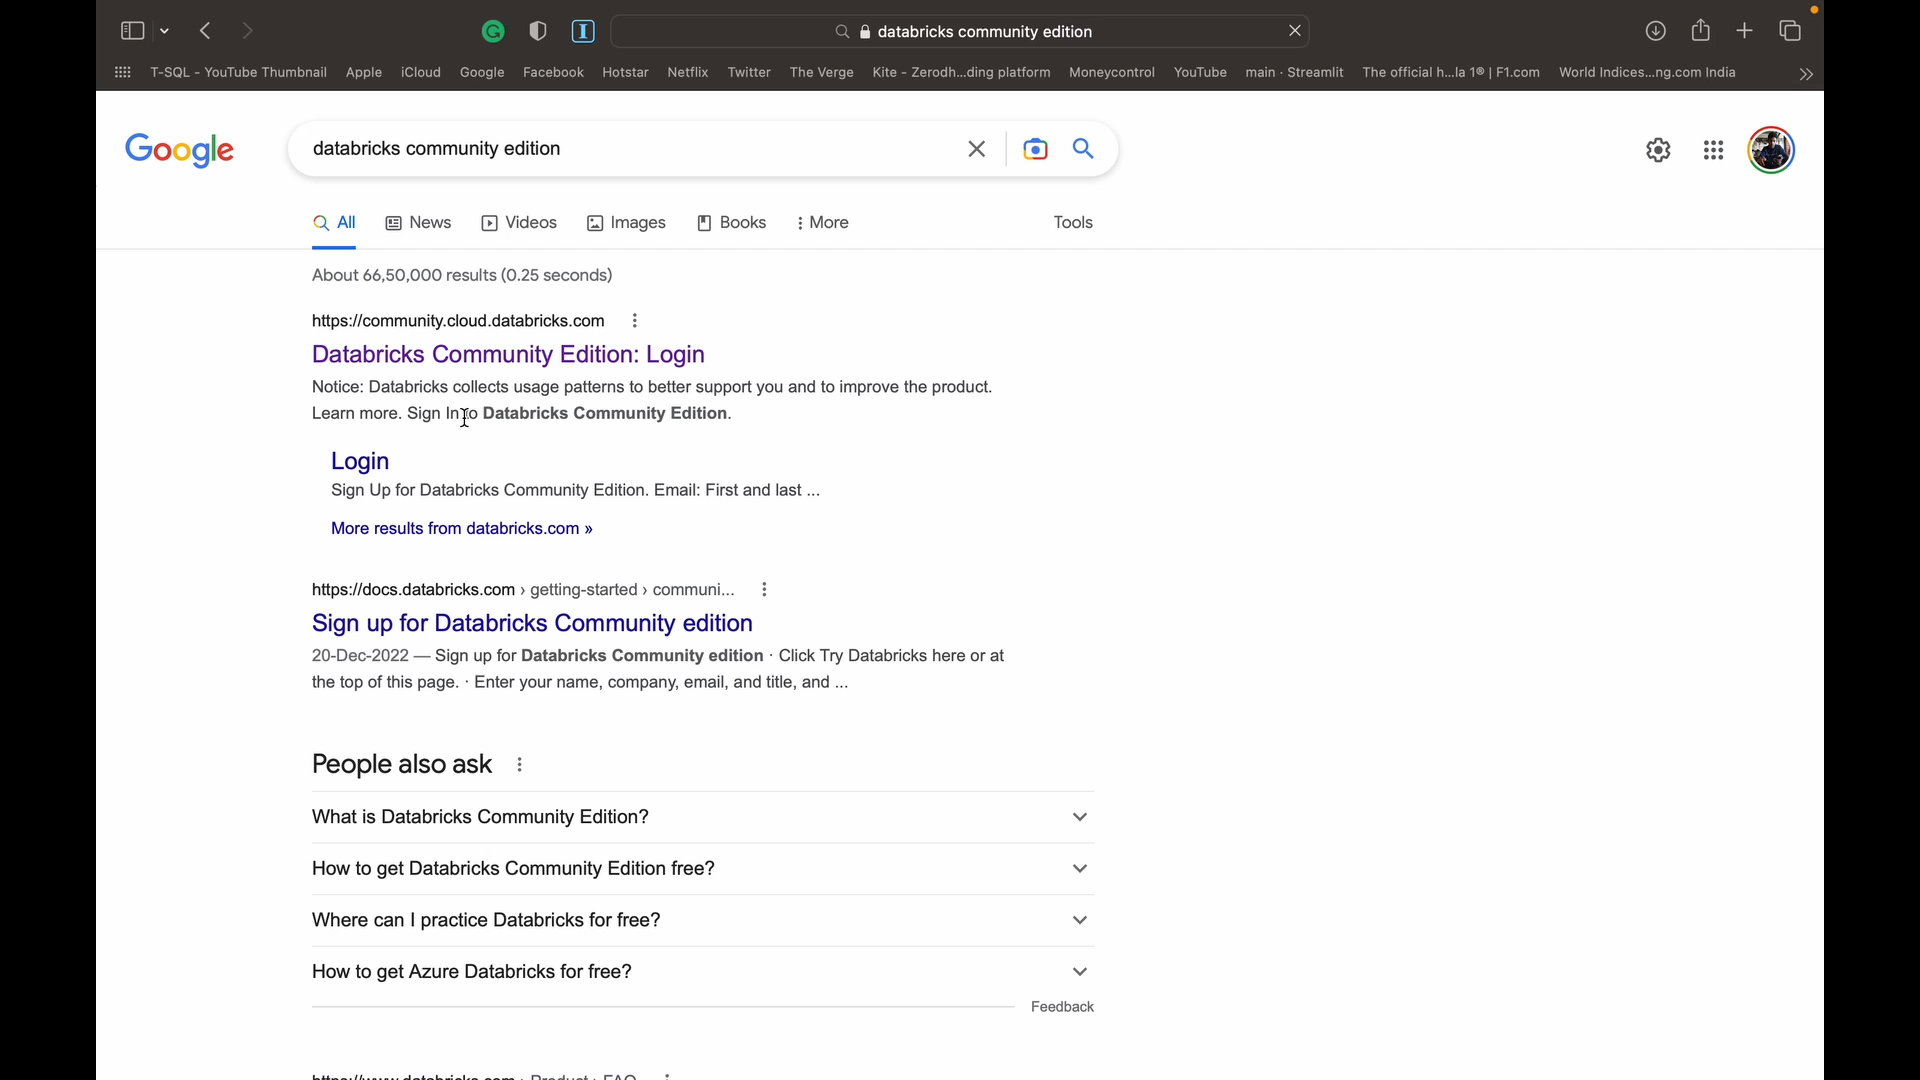 databricks community edition
T-SQL - YouTube Thumbnail Apple iCloud Google Facebook Hotstar Netflix Twitter The Verge Kite - Zerodh...ding platform Moneycontrol YouTube main · Streamlit The official h...la 1® | F1.com World Indices...ng.com India
Google
databricks community edition
All News Videos Images Books More Tools
About 66,50,000 results (0.25 seconds)
https://community.cloud.databricks.com
Databricks Community Edition: Login
Notice: Databricks collects usage patterns to better support you and to improve the product.
Learn more. Sign In to Databricks Community Edition.
Login
Sign Up for Databricks Community Edition. Email: First and last ...
More results from databricks.com »
https://docs.databricks.com › getting-started › communi...
Sign up for Databricks Community edition
20-Dec-2022 — Sign up for Databricks Community edition · Click Try Databricks here or at
the top of this page. · Enter your name, company, email, and title, and ...
People also ask
What is Databricks Community Edition?
How to get Databricks Community Edition free?
Where can I practice Databricks for free?
How to get Azure Databricks for free?
Feedback
https://www.databricks.com › Product › FAQ